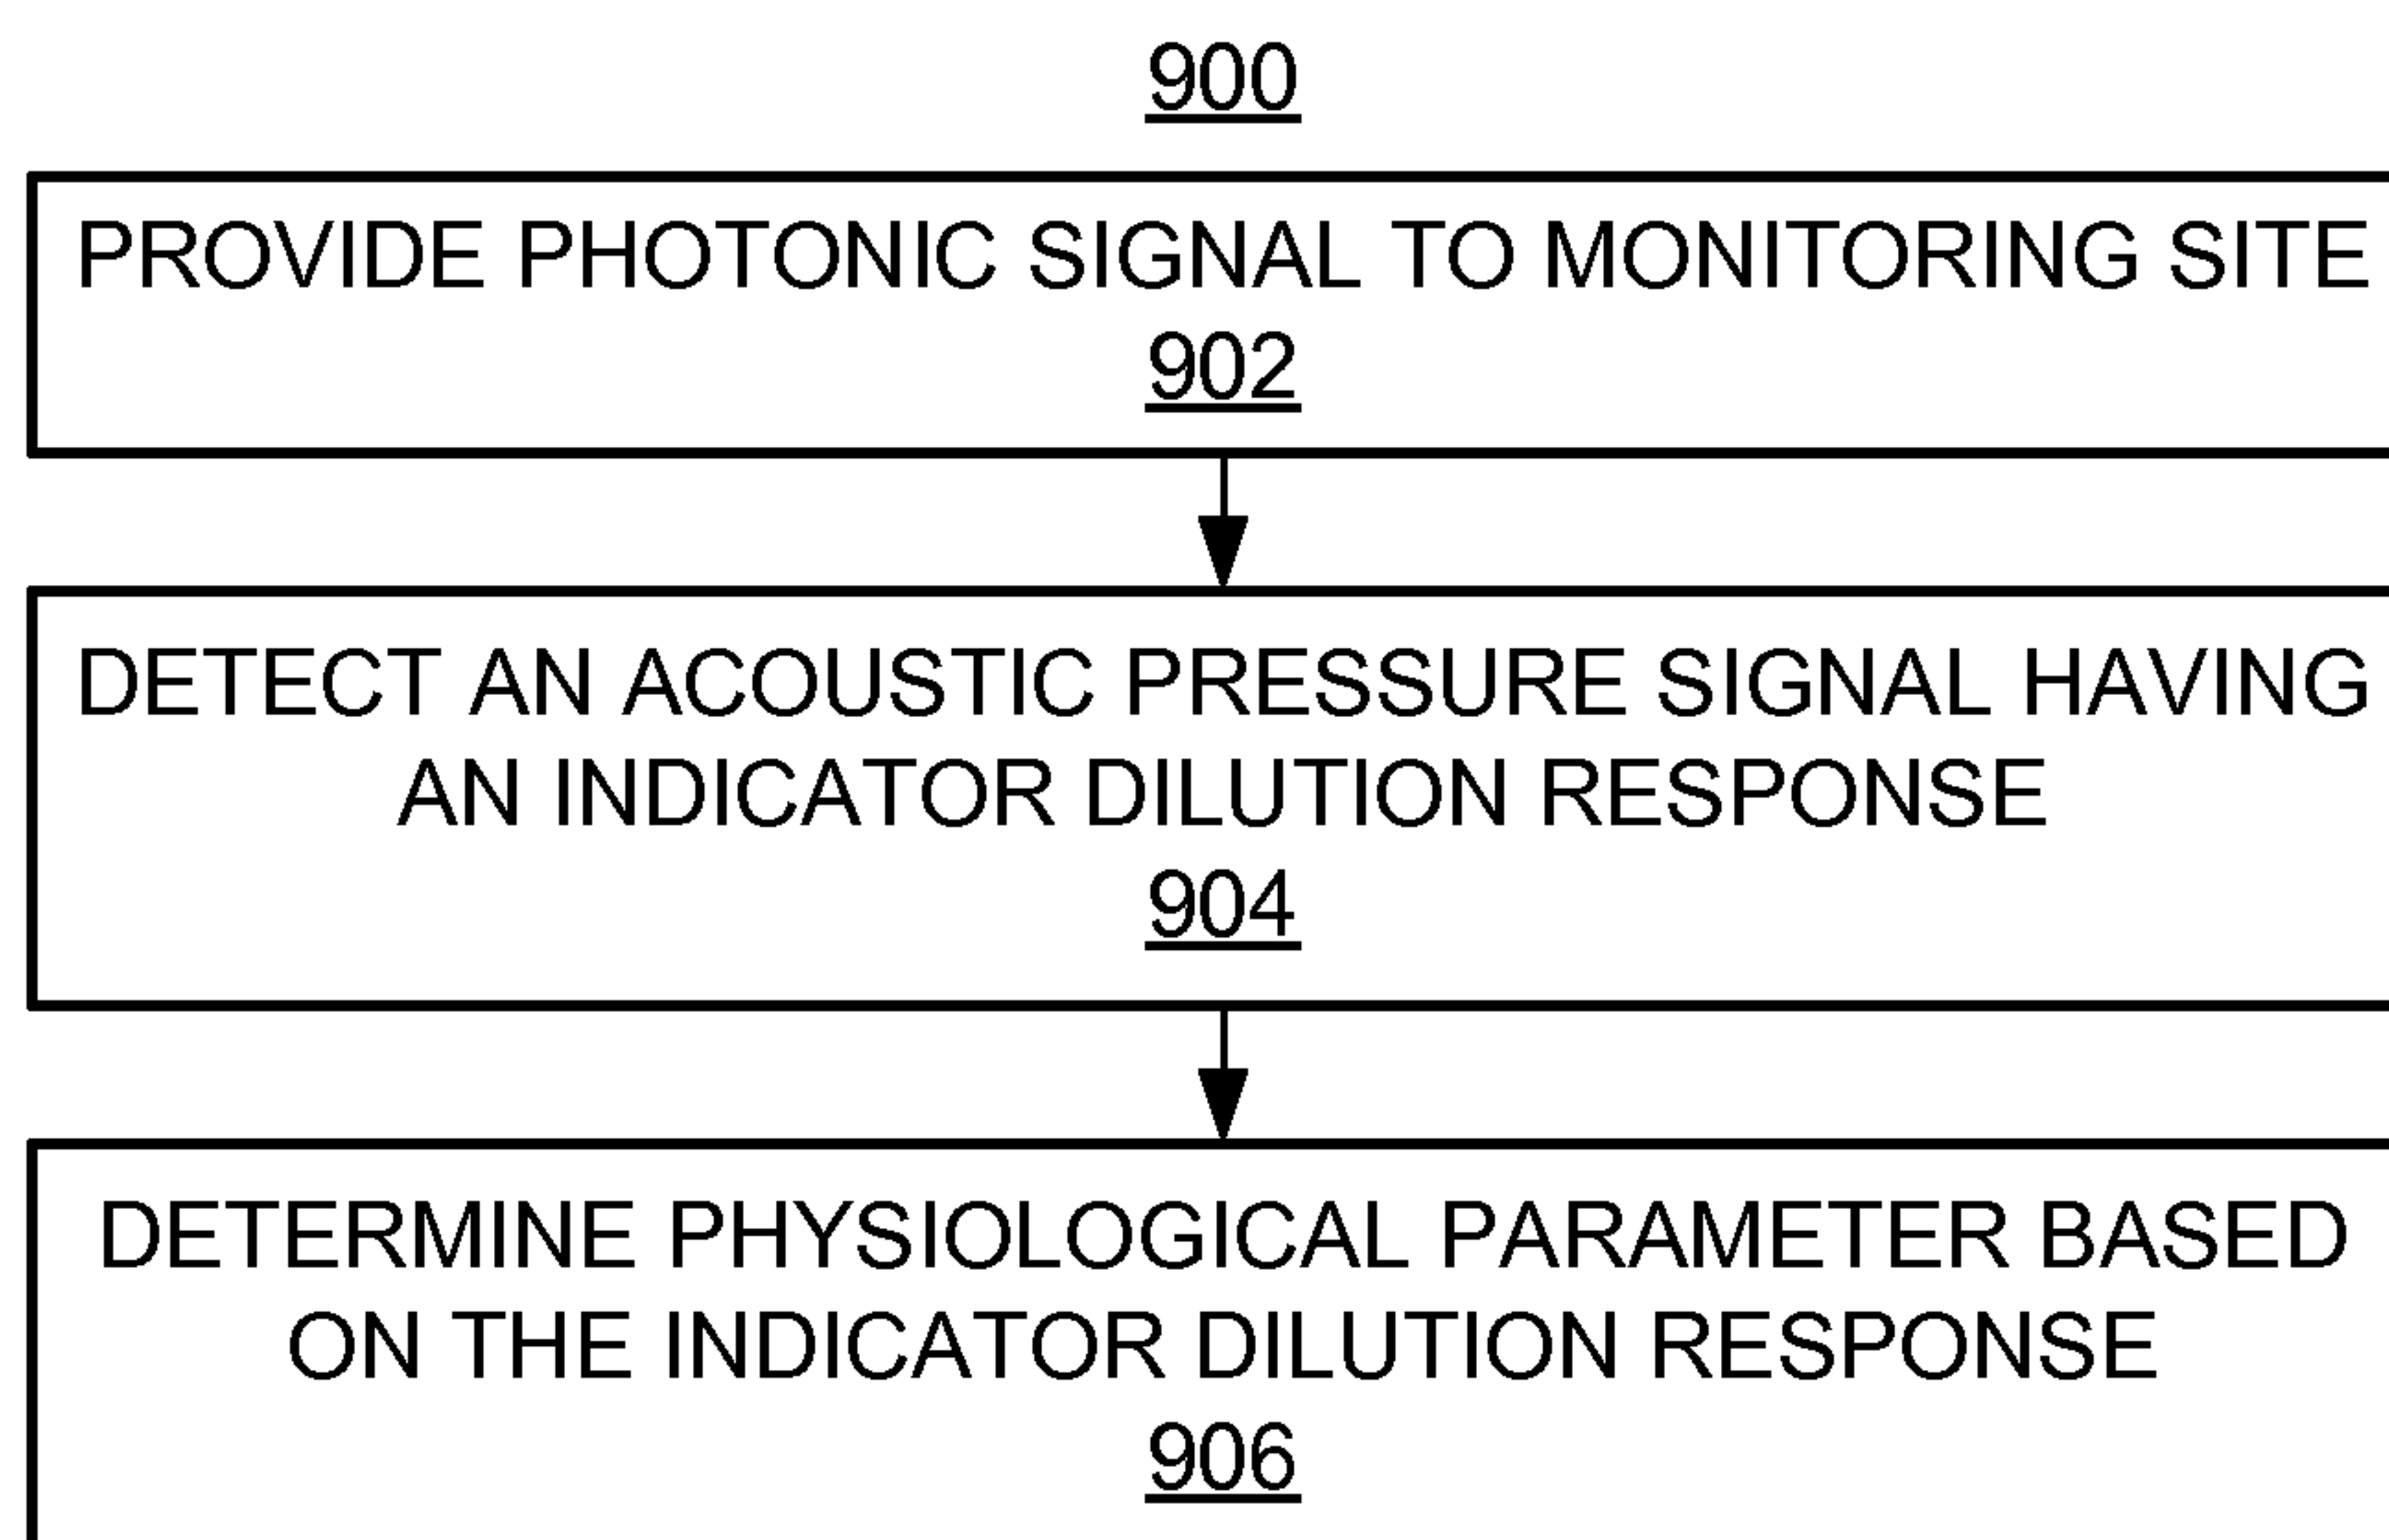 900
PROVIDE PHOTONIC SIGNAL TO MONITORING SITE
902
DETECT AN ACOUSTIC PRESSURE SIGNAL HAVING
AN INDICATOR DILUTION RESPONSE
904
DETERMINE PHYSIOLOGICAL PARAMETER BASED
ON THE INDICATOR DILUTION RESPONSE
906